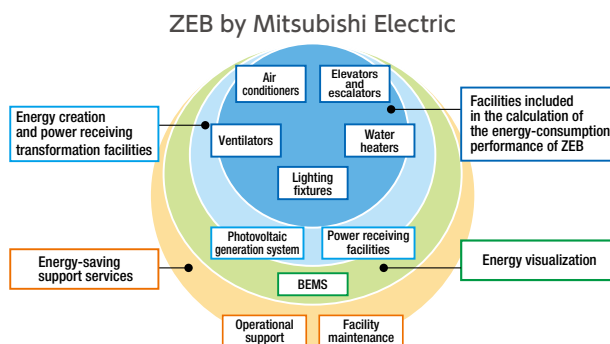 ZEB by Mitsubishi Electric
Air
conditioners
Elevators and
escalators
Energy creation
and power receiving
transformation facilities
Facilities included
in the calculation of
the energy-consumption
performance of ZEB
Ventilators
Water
heaters
Lighting
fixtures
Photovoltaic
generation system
Power receiving
facilities
Energy-saving
support services
Energy visualization
BEMS
Operational
support
Facility
maintenance